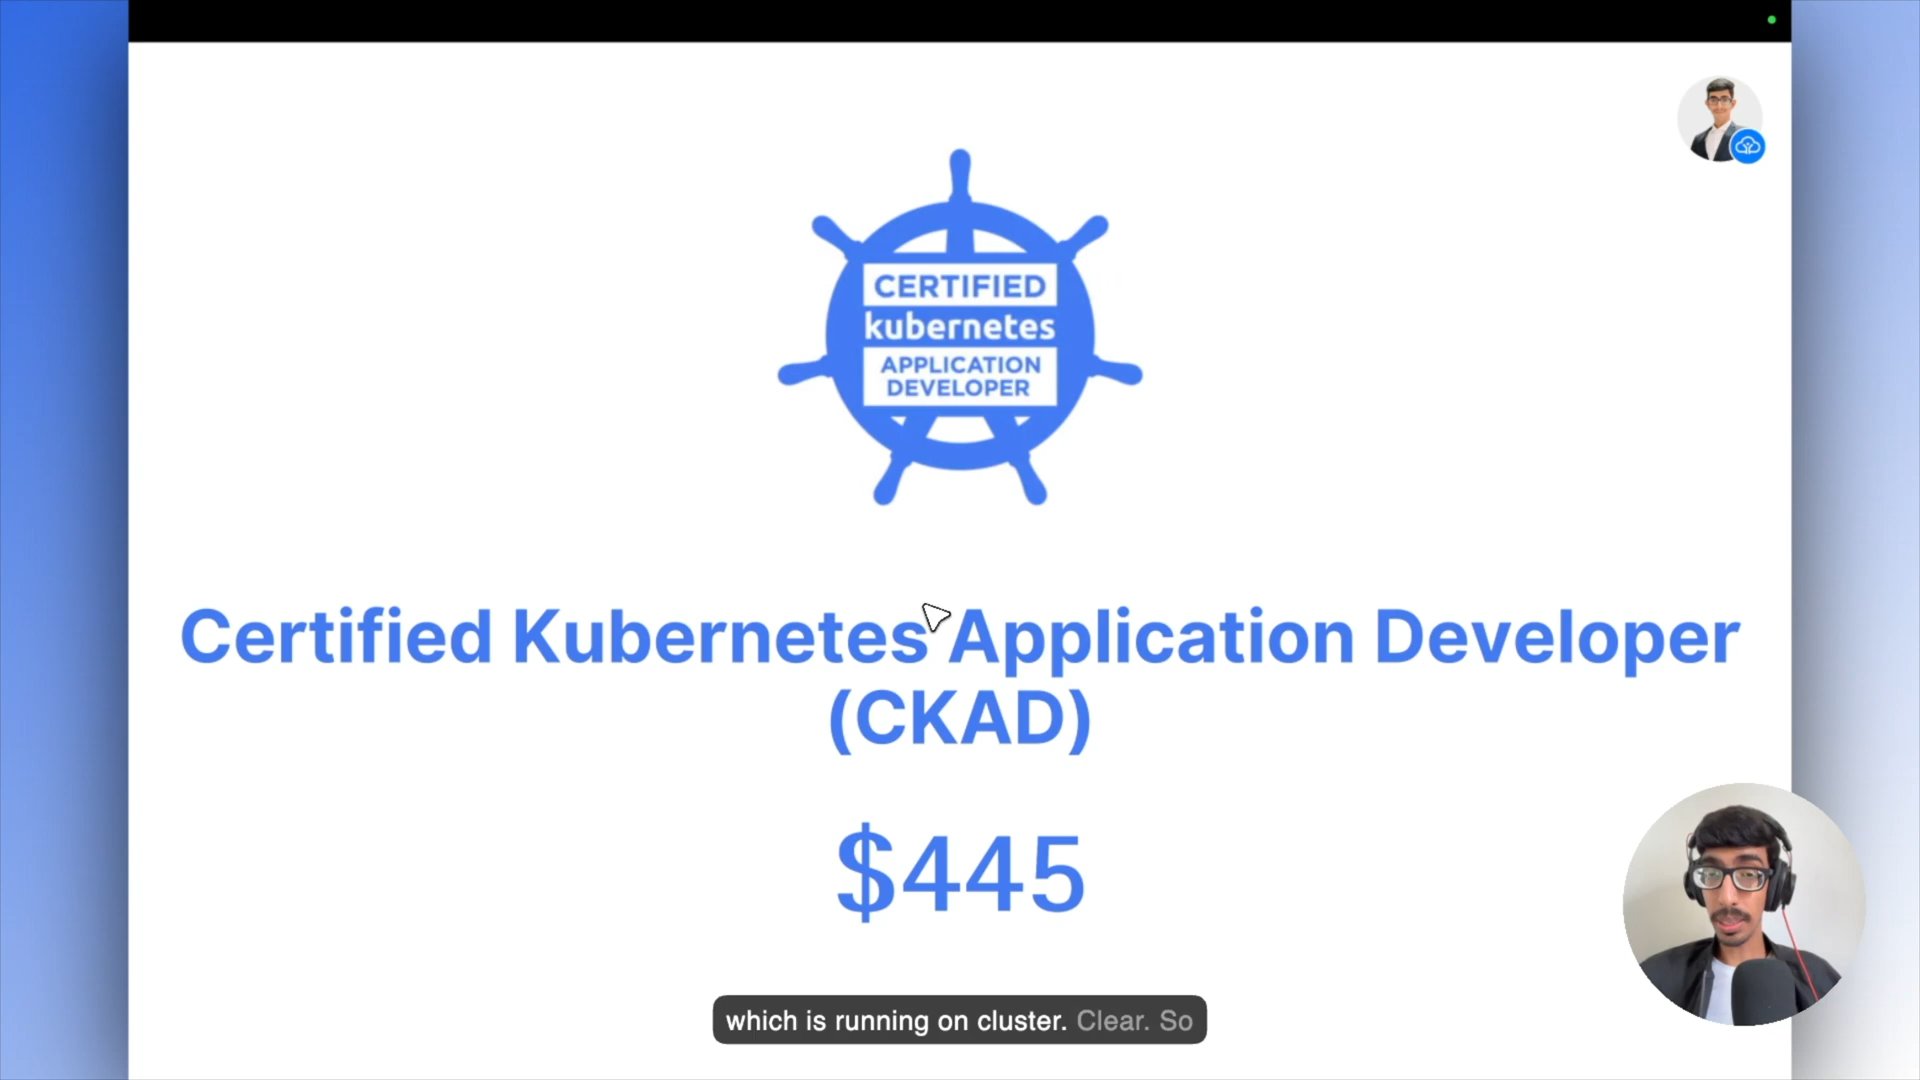 CERTIFIED
kubernetes
APPLICATION
DEVELOPER
Certified Kubernetes Application Developer
(CKAD)
$445
which is running on cluster. Clear. So